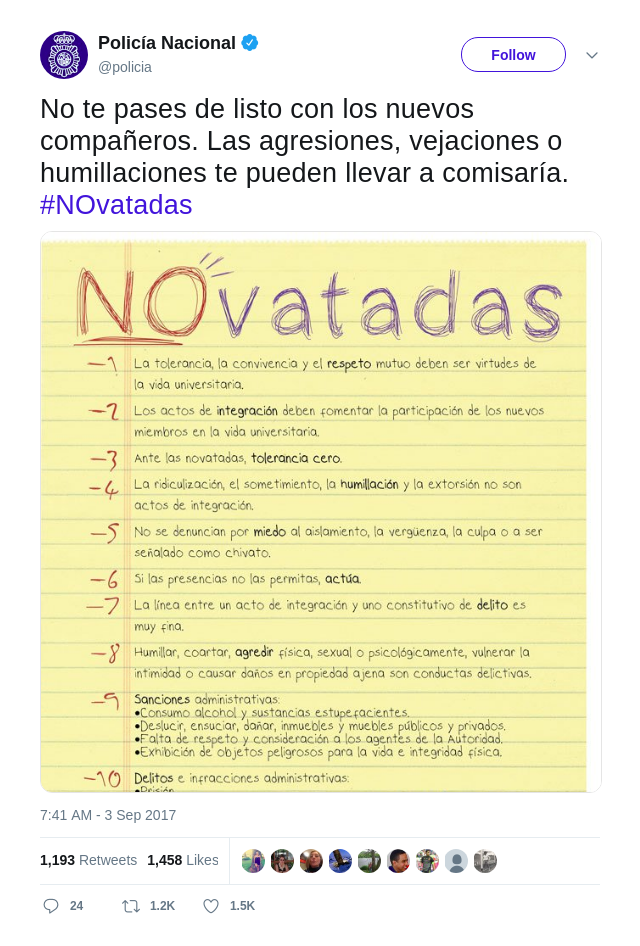 Policía Nacional
@policia
Follow
No te pases de listo con los nuevos
compañeros. Las agresiones, vejaciones o
humillaciones te pueden llevar a comisaría.
#NOvatadas
NOvatadas
-1 La tolerancia, la convivencia y el respeto mutuo deben ser virtudes de
la vida universitaria.
-2 Los actos de integración deben fomentar la participación de los nuevos
miembros en la vida universitaria.
-3 Ante las novatadas, tolerancia cero.
-4 La ridiculización, el sometimiento, la humillación y la extorsión no son
actos de integración.
-5 No se denuncian por miedo al aislamiento, la vergüenza, la culpa o a ser
señalado como chivato.
-6 Si las presencias no las permitas, actúa.
-7 La línea entre un acto de integración y uno constitutivo de delito es
muy fina.
-8 Humillar, coartar, agredir física, sexual o psicológicamente, vulnerar la
intimidad o causar daños en propiedad ajena son conductas delictivas.
-9 Sanciones administrativas:
•Consumo alcohol y sustancias estupefacientes.
•Deslucir, ensuciar, dañar, inmuebles y muebles públicos y privados.
•Falta de respeto y consideración a los agentes de la Autoridad.
•Exhibición de objetos peligrosos para la vida e integridad física.
-10 Delitos e infracciones administrativas:
•Prisión
7:41 AM - 3 Sep 2017
1,193 Retweets 1,458 Likes
24 1.2K 1.5K